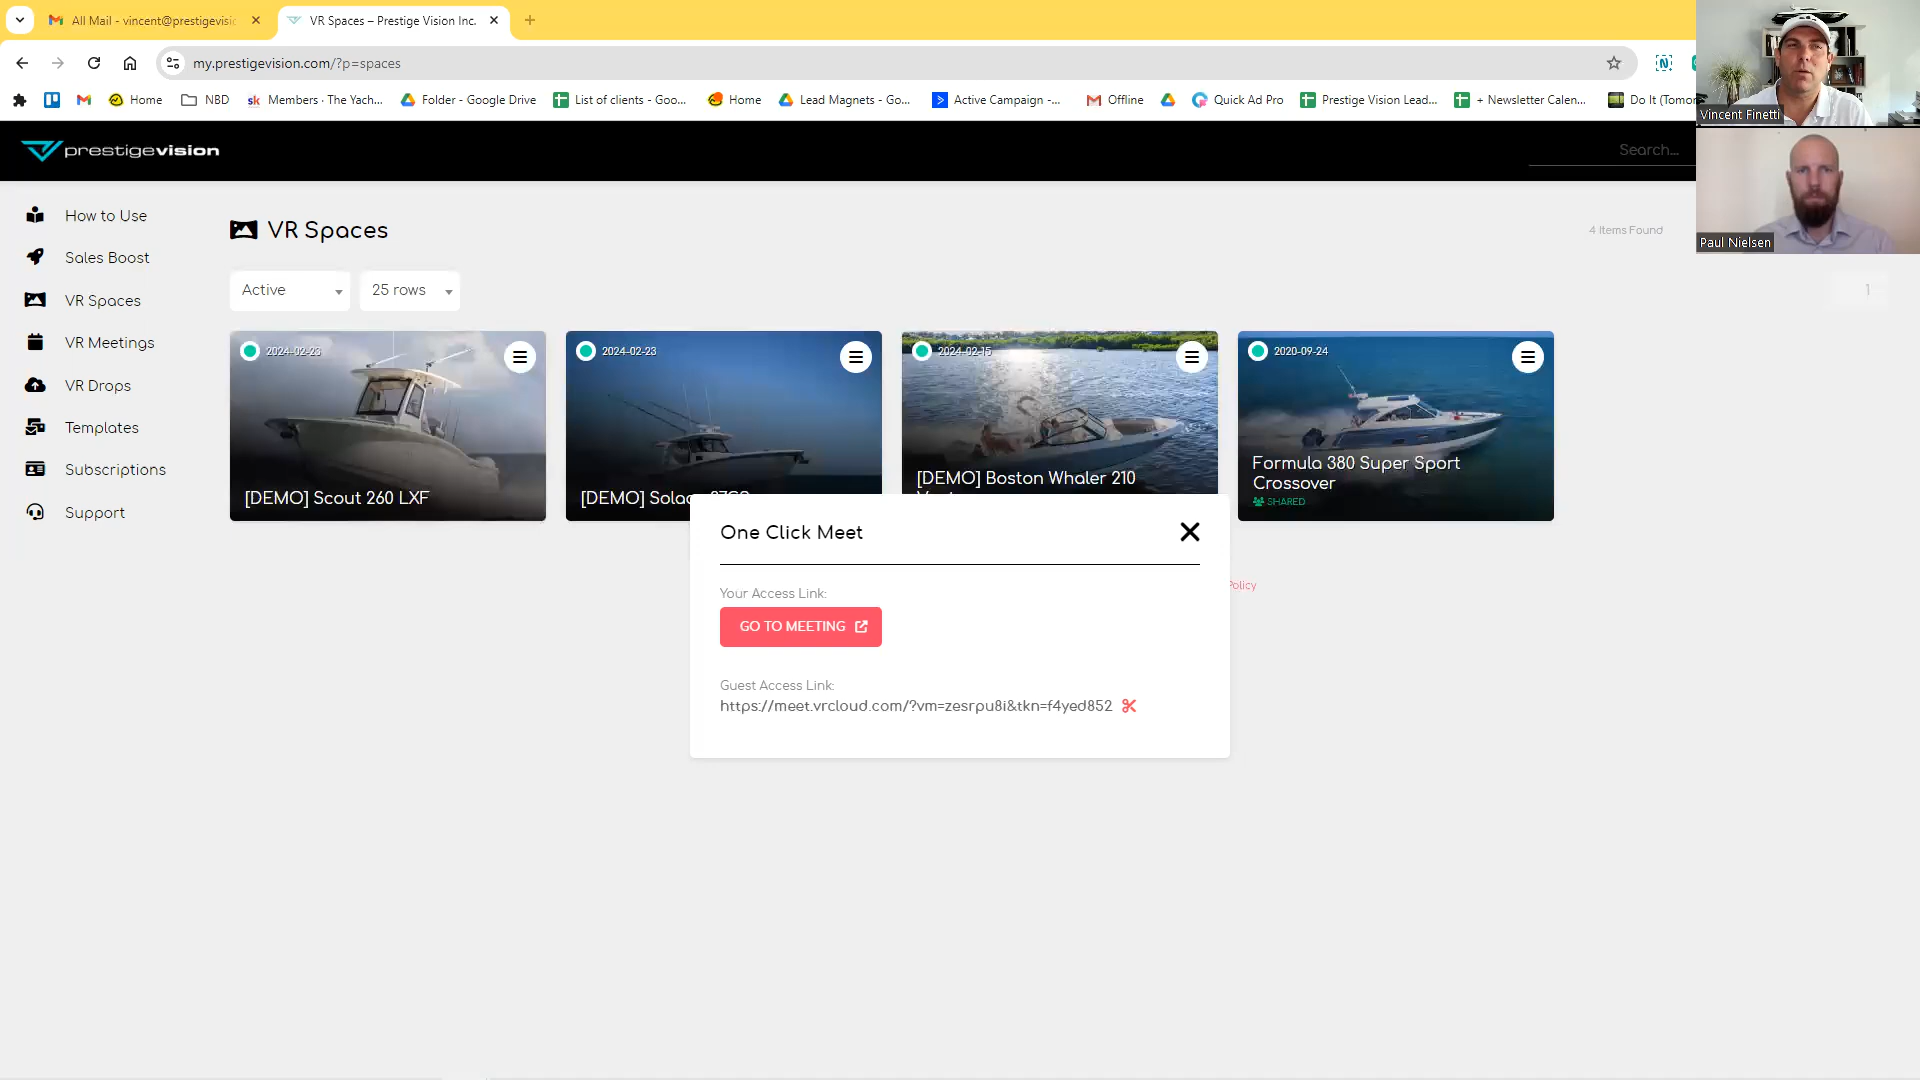 All Mail - vincent@prestigevisic
VR Spaces – Prestige Vision Inc.
my.prestigevision.com/?p=spaces
Home
NBD
sk Members · The Yach...
Folder - Google Drive
List of clients - Goo...
Home
Lead Magnets - Go...
Active Campaign -...
Offline
Quick Ad Pro
Prestige Vision Lead...
+ Newsletter Calen...
Do It (Tomor
Vincent Finetti
Paul Nielsen
prestigevision
Search...
How to Use
Sales Boost
VR Spaces
VR Meetings
VR Drops
Templates
Subscriptions
Support
VR Spaces
4 Items Found
Active
25 rows
1
2024-02-23
[DEMO] Scout 260 LXF
2024-02-23
[DEMO] Solac
2024-02-15
[DEMO] Boston Whaler 210
2020-09-24
Formula 380 Super Sport
Crossover
SHARED
One Click Meet
Your Access Link:
GO TO MEETING
Guest Access Link:
https://meet.vrcloud.com/?vm=zesrpu8i&tkn=f4yed852
Policy